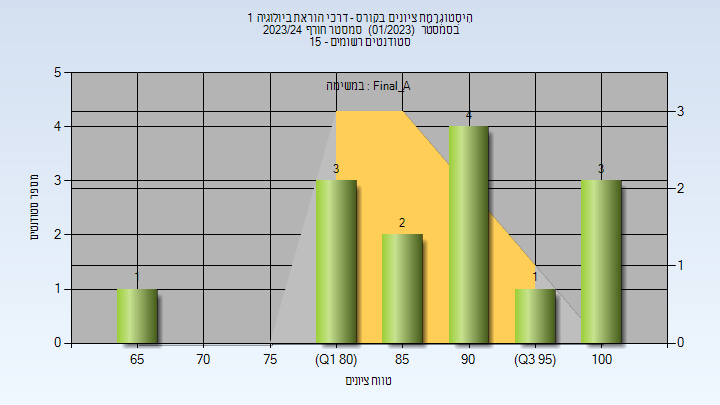 היסטוגרמת ציונים בקורס - דרכי הוראת ביולוגיה 1
בסמסטר (01/2023) סמסטר חורף 2023/24
סטודנטים רשומים - 15
במשימה : Final_A
5
4
3
2
1
0
3
2
1
0
מספר סטודנטים
1
3
2
4
1
3
65
70
75
(Q1 80)
85
90
(Q3 95)
100
טווח ציונים